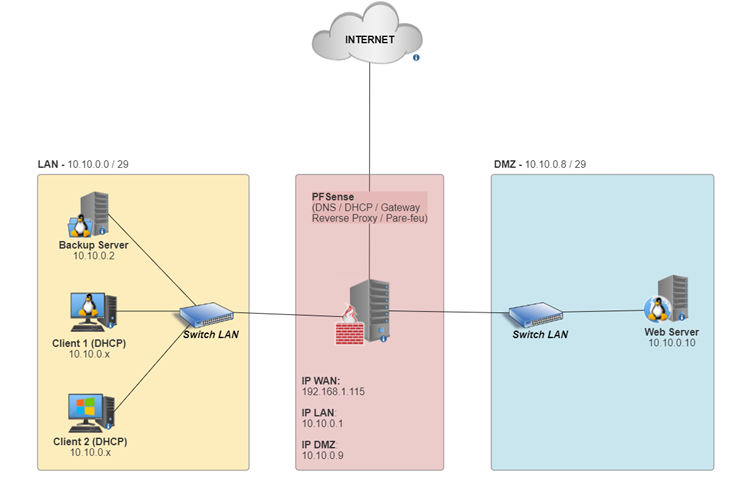 INTERNET
LAN - 10.10.0.0 / 29
DMZ - 10.10.0.8 / 29
PFSense
(DNS / DHCP / Gateway
Reverse Proxy / Pare-feu)
Backup Server
10.10.0.2
Client 1 (DHCP)
10.10.0.x
Switch LAN
Switch LAN
Web Server
10.10.0.10
Client 2 (DHCP)
10.10.0.x
IP WAN:
192.168.1.115
IP LAN:
10.10.0.1
IP DMZ:
10.10.0.9